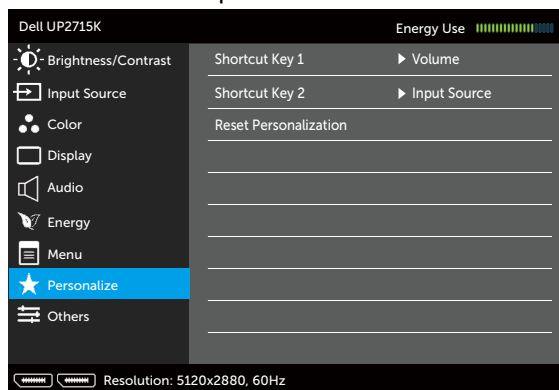 Dell UP2715K Energy Use
Brightness/Contrast Shortcut Key 1 Volume
Input Source Shortcut Key 2 Input Source
Color Reset Personalization
Display
Audio
Energy
Menu
Personalize
Others
Resolution: 5120x2880, 60Hz